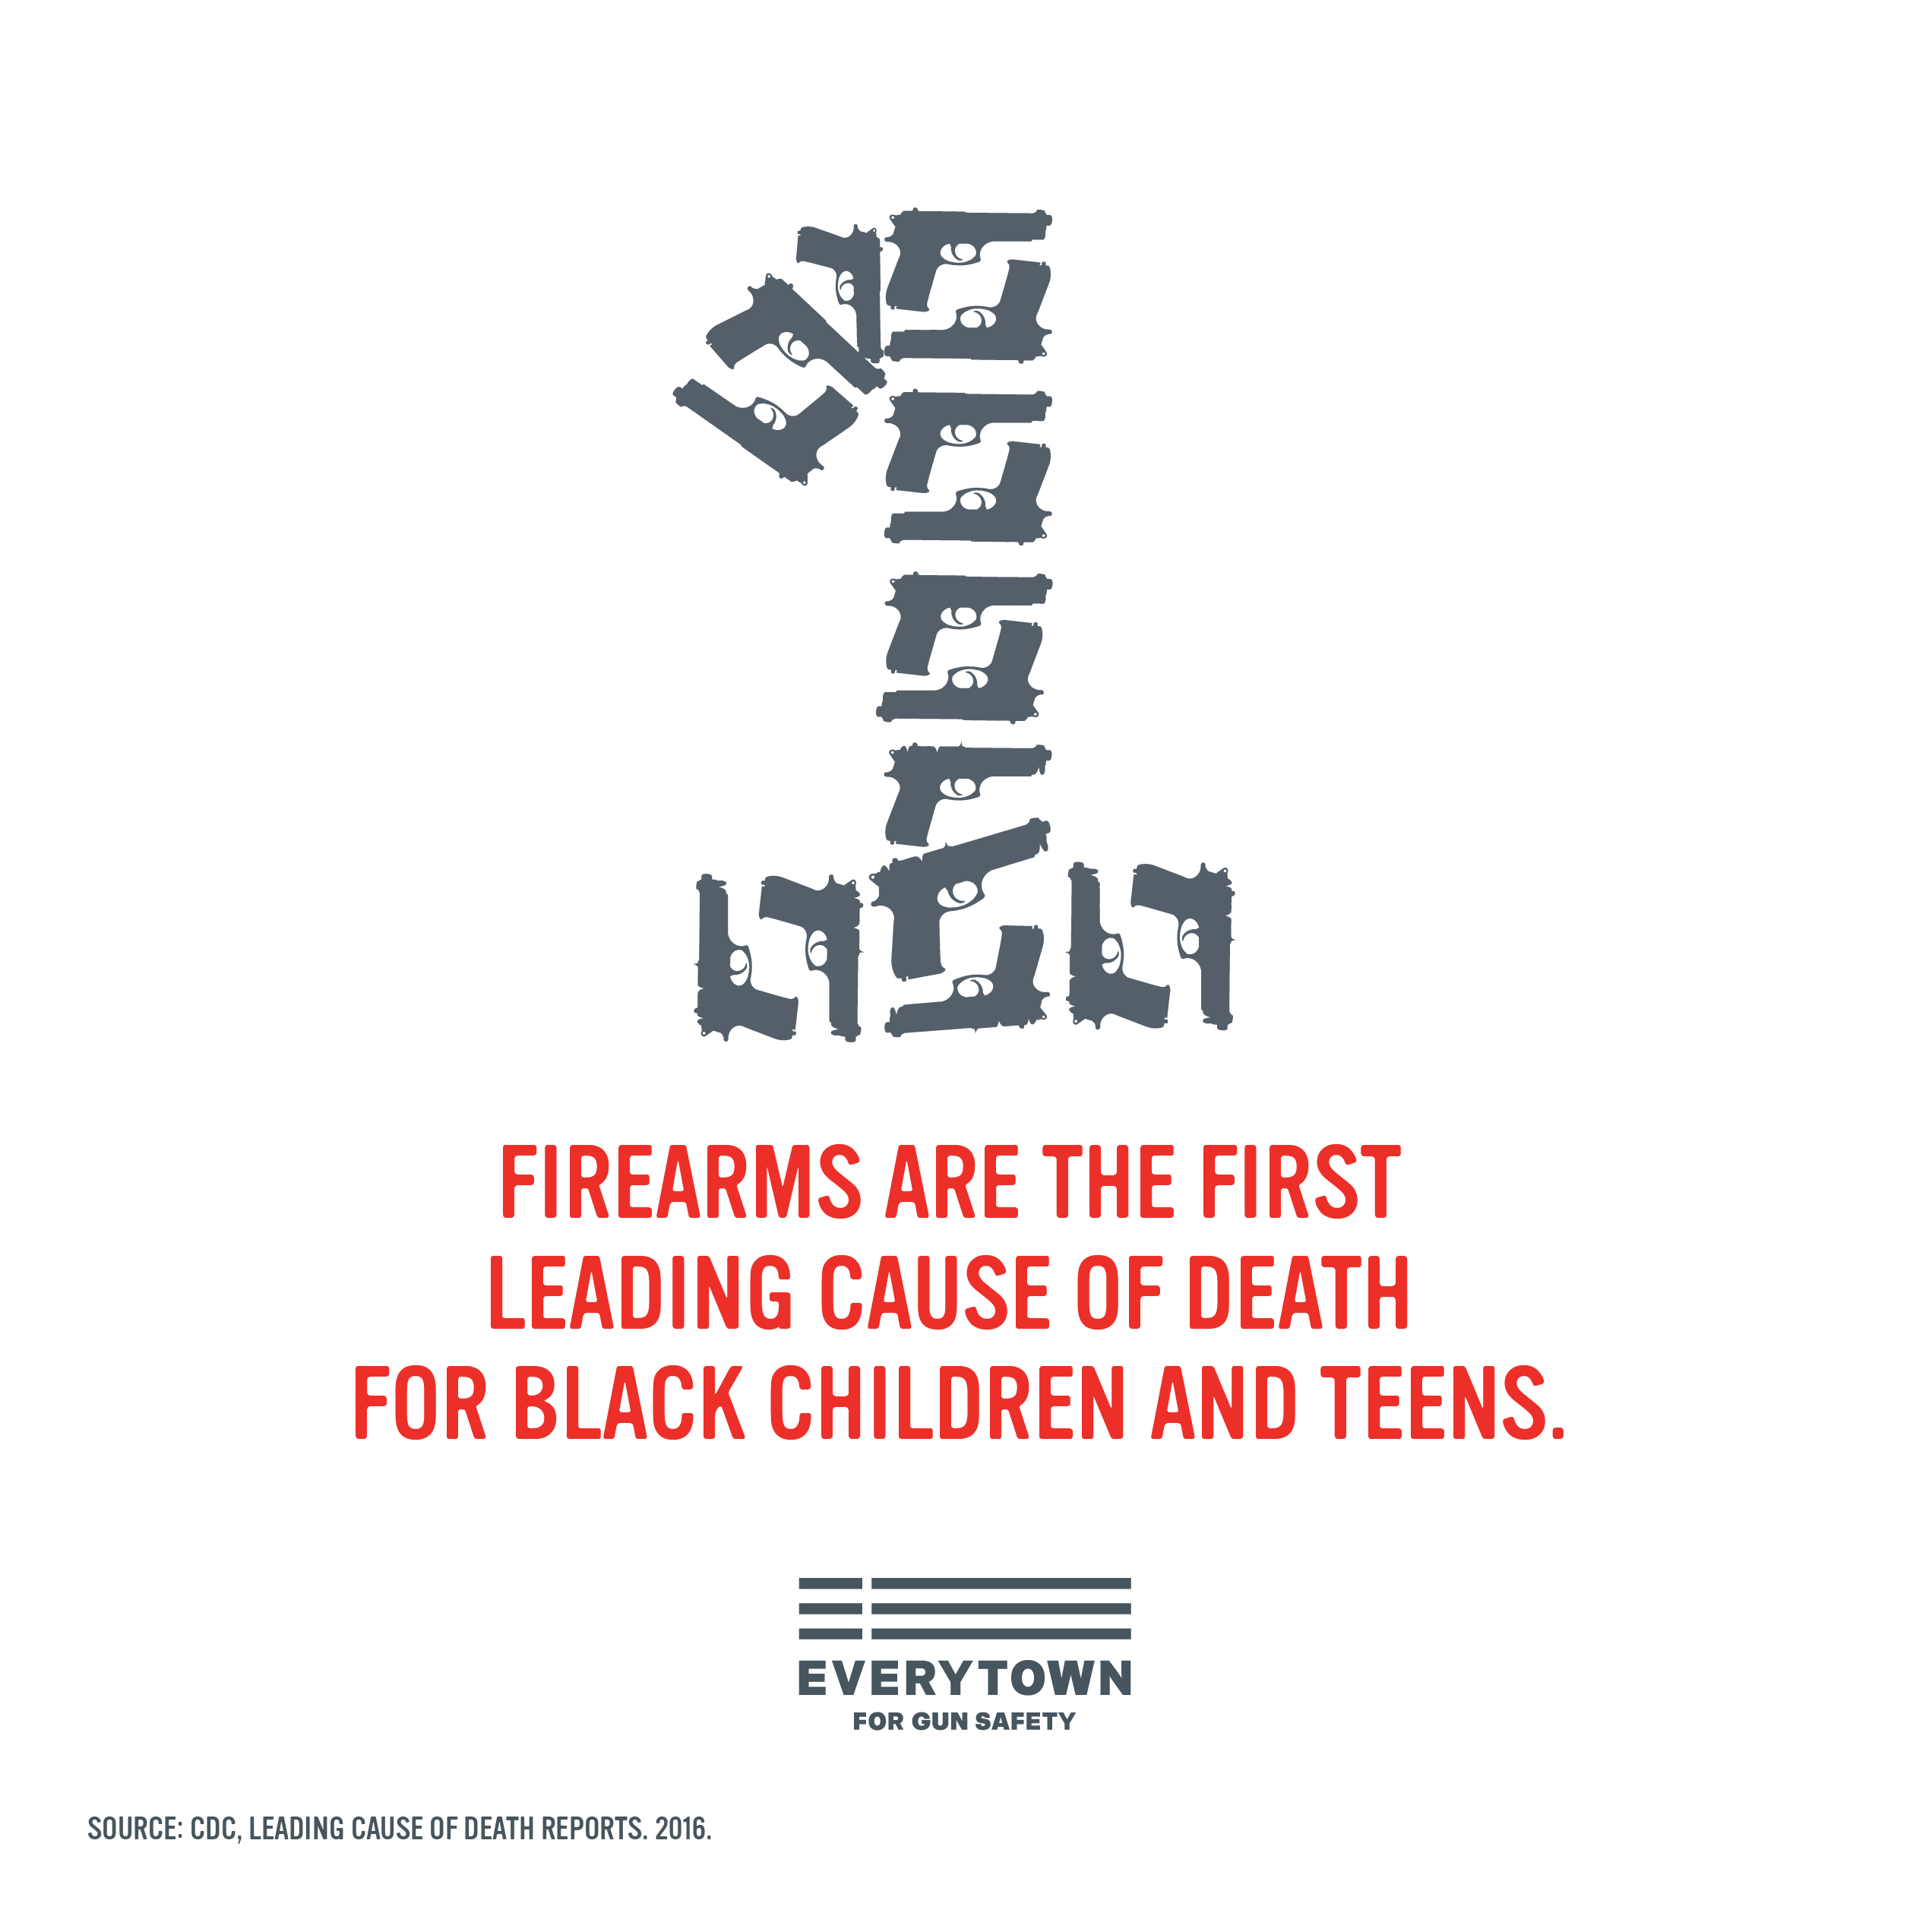 FIREARMS ARE THE FIRST
LEADING CAUSE OF DEATH
FOR BLACK CHILDREN AND TEENS.
EVERYTOWN
FOR GUN SAFETY
SOURCE: CDC, LEADING CAUSE OF DEATH REPORTS. 2016.